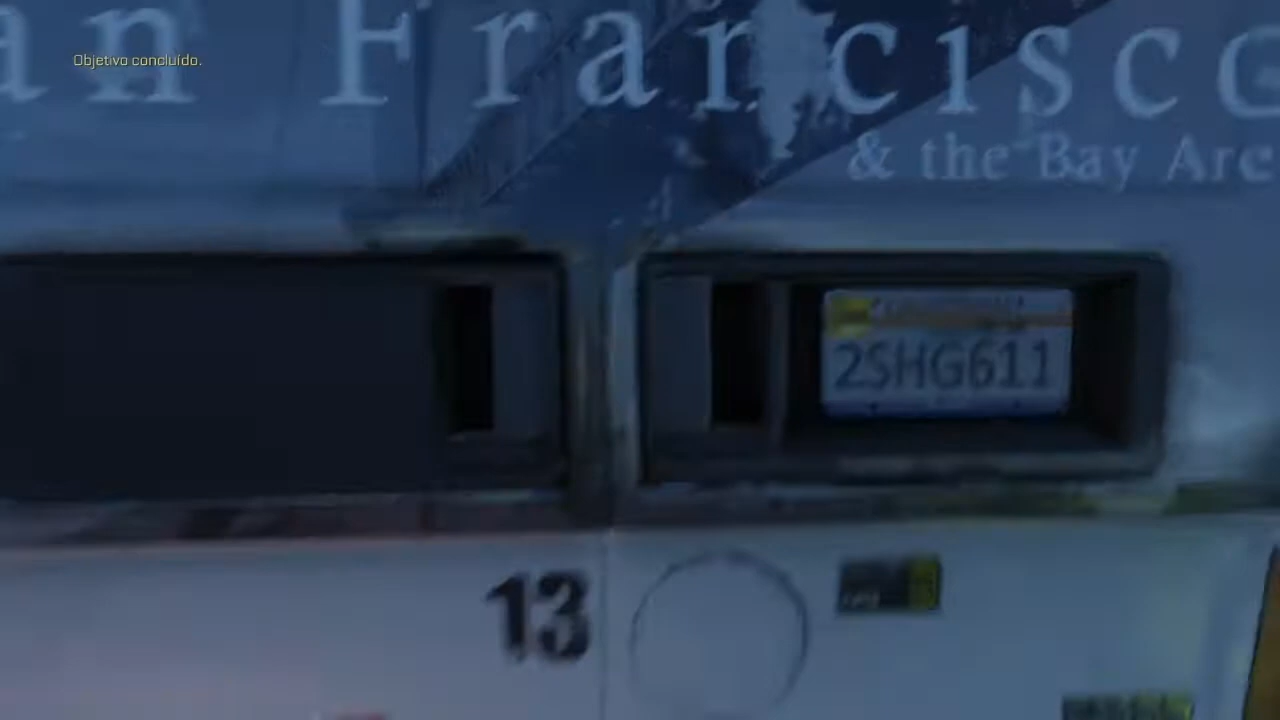 an Francisco
Objetivo concluído.
& the Bay Are
2SHG611
13